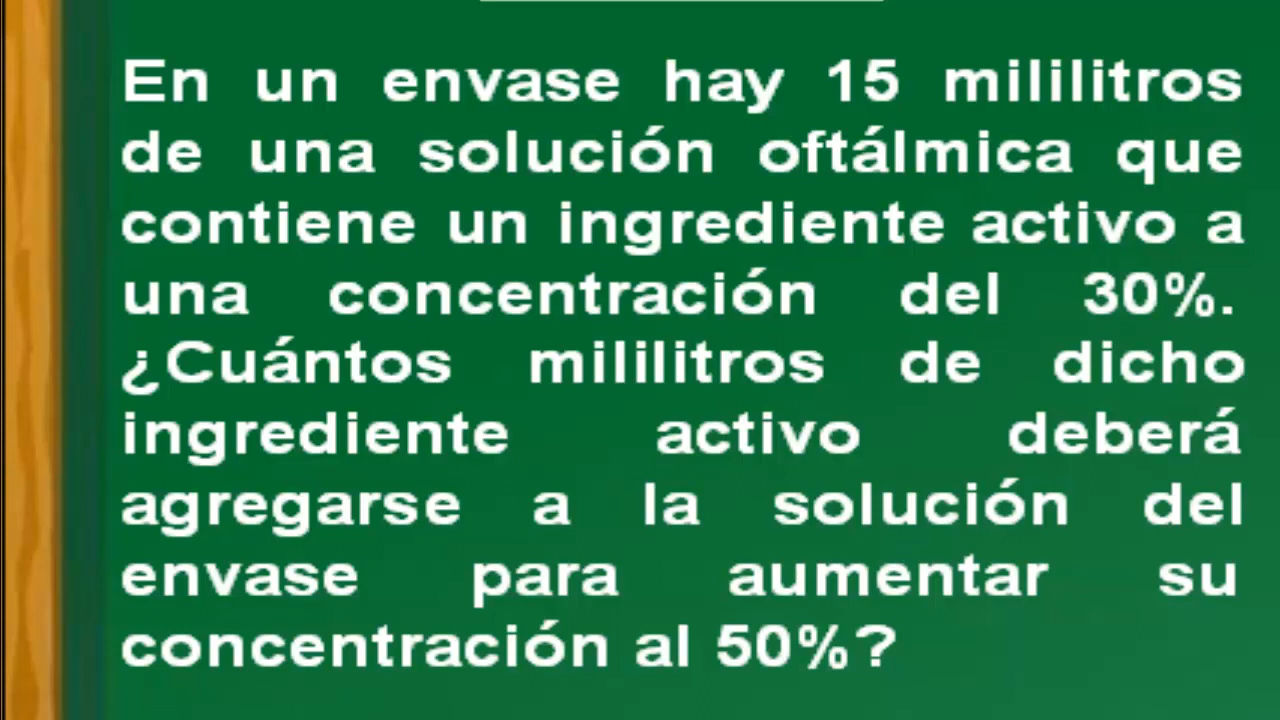 En un envase hay 15 mililitros
de una solución oftálmica que
contiene un ingrediente activo a
una concentración del 30%.
¿Cuántos mililitros de dicho
ingrediente activo deberá
agregarse a la solución del
envase para aumentar su
concentración al 50%?